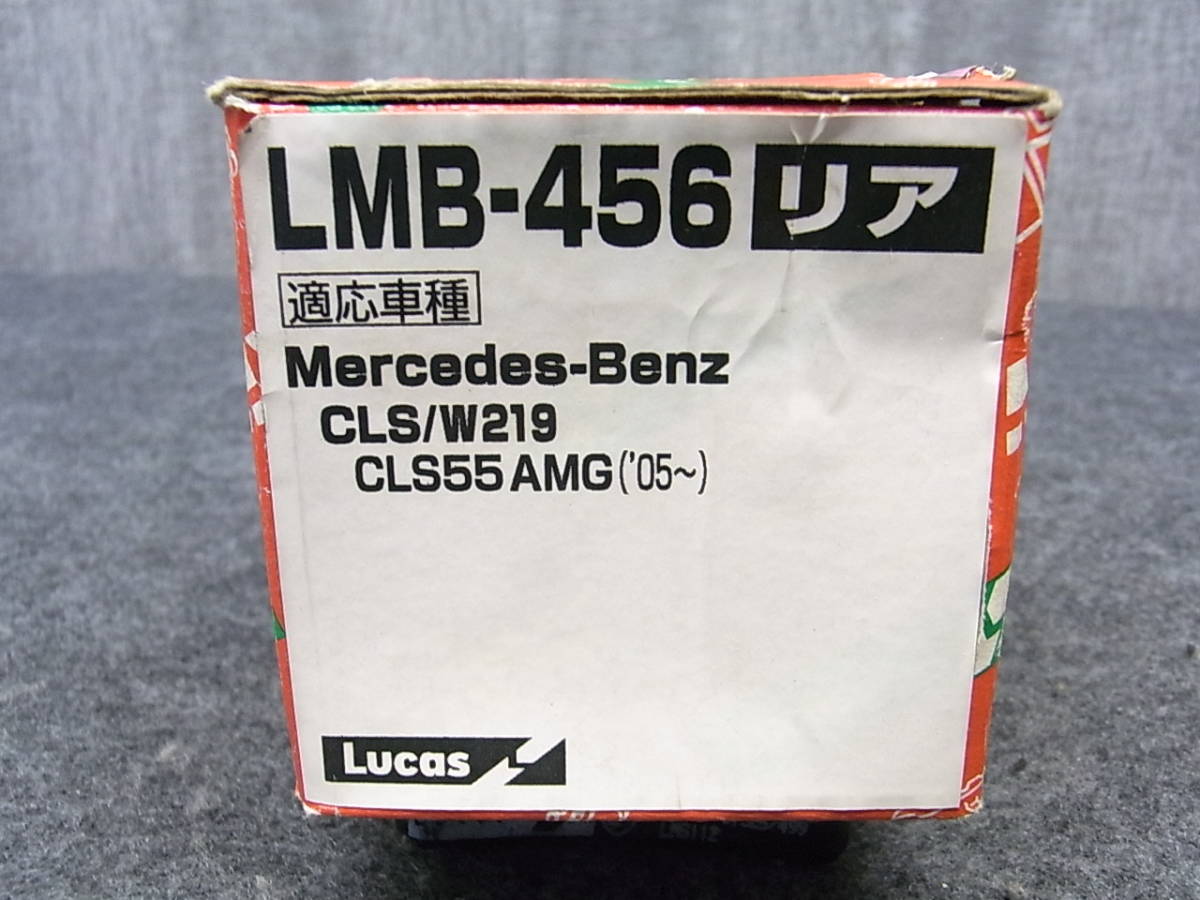 LMB-456 リア
適応車種
Mercedes-Benz
CLS/W219
CLS55 AMG ('05~)
Lucas